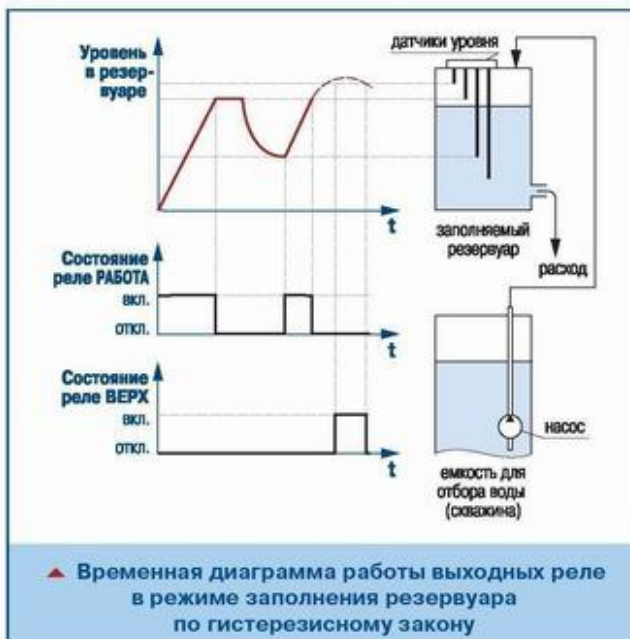 Уровень
в резер-
вуаре
t
датчики уровня
заполняемый
резервуар
расход
Состояние
реле РАБОТА
вкл.
откл.
t
Состояние
реле ВЕРХ
вкл.
откл.
t
насос
емкость для
отбора воды
(скважина)
Временная диаграмма работы выходных реле
в режиме заполнения резервуара
по гистерезисному закону